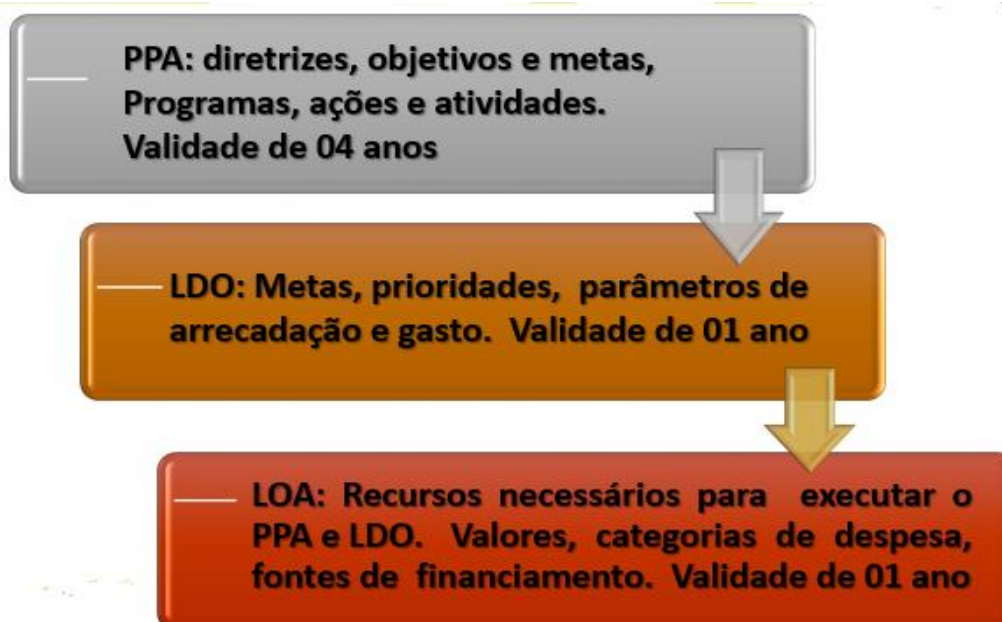 PPA: diretrizes, objetivos e metas,
Programas, ações e atividades.
Validade de 04 anos
LDO: Metas, prioridades, parâmetros de
arrecadação e gasto. Validade de 01 ano
LOA: Recursos necessários para executar o
PPA e LDO. Valores, categorias de despesa,
fontes de financiamento. Validade de 01 ano